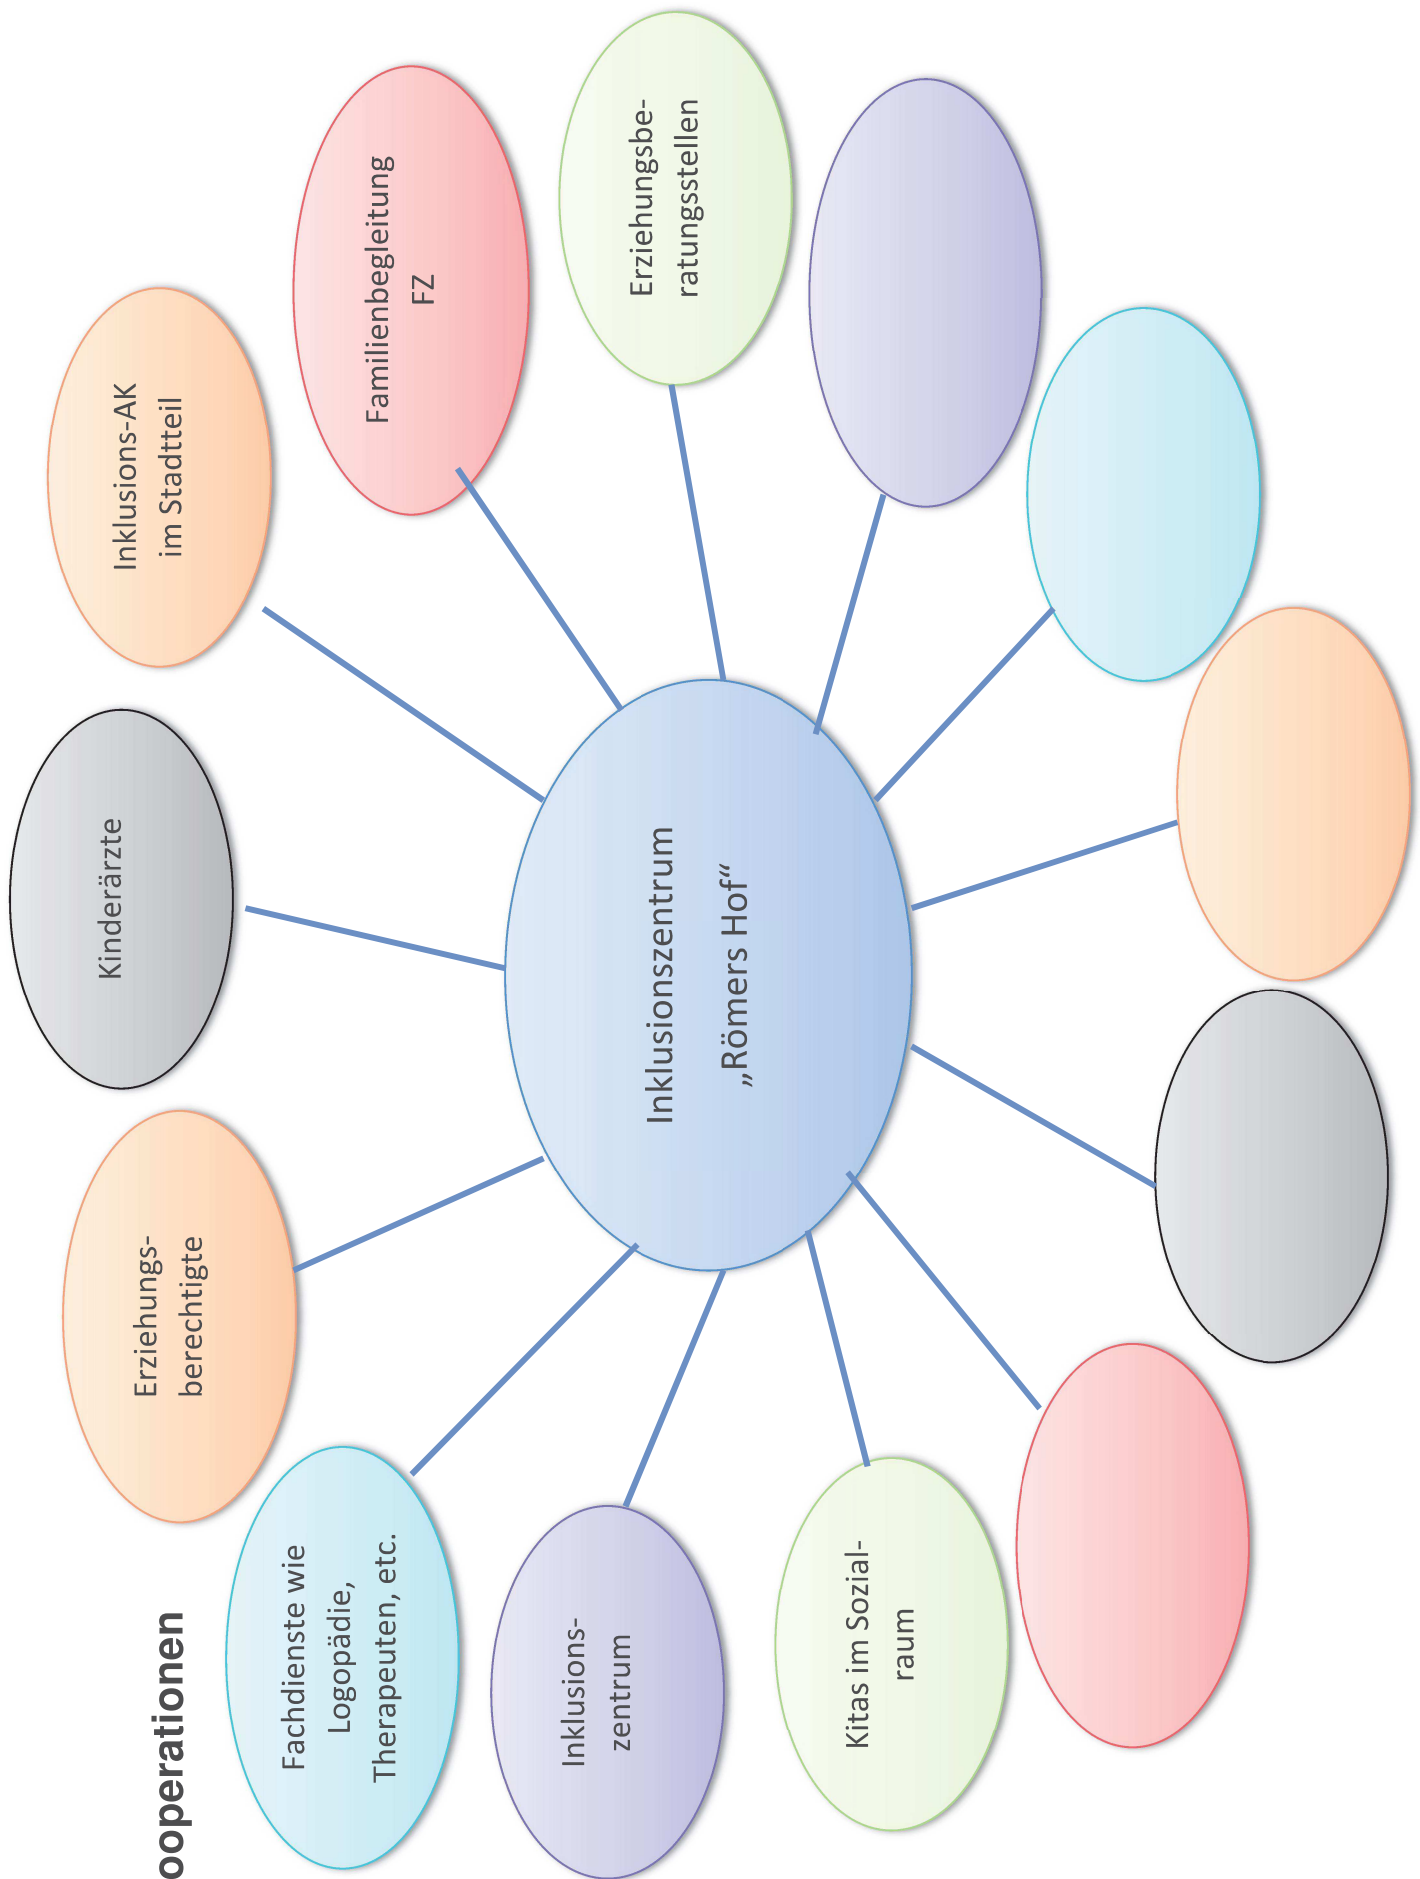 ooperationen
Erziehungs-
berechtigte
Kinderärzte
Inklusions-AK
im Stadtteil
Fachdienste wie
Logopädie,
Therapeuten, etc.
Familienbegleitung
FZ
Inklusions-
zentrum
Inklusionszentrum
„Römers Hof“
Erziehungsbe-
ratungsstellen
Kitas im Sozial-
raum